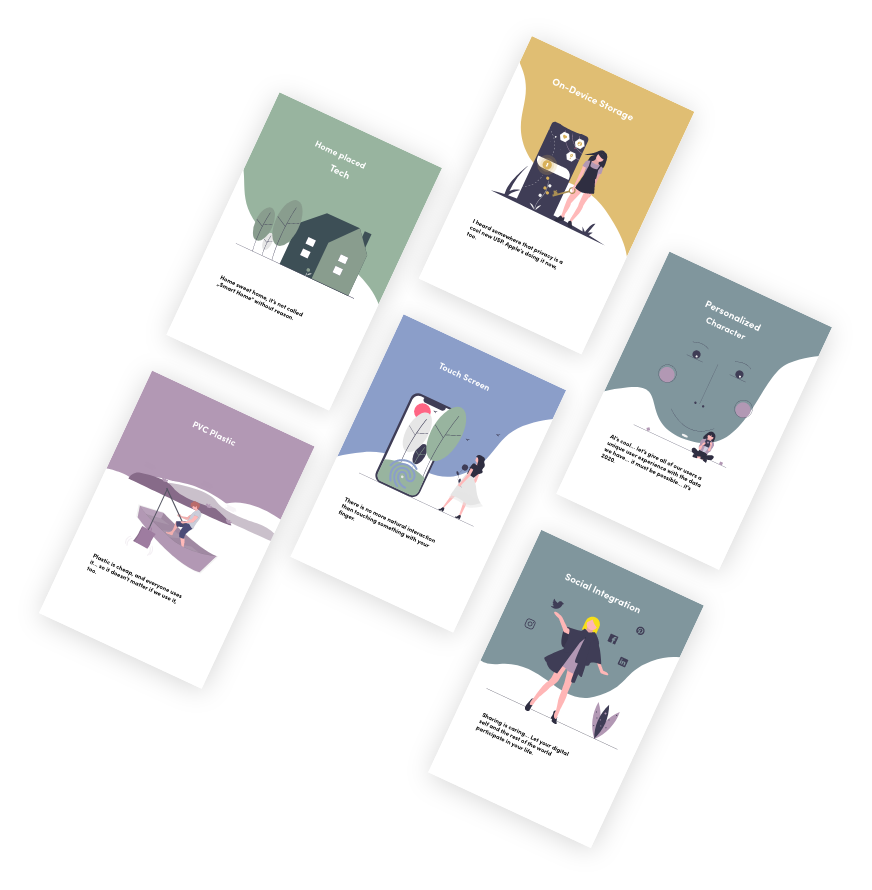 On-Device Storage
I heard somewhere that privacy is a
cool new USP. Apple's doing it now,
too.
Home placed
Tech
Home sweet home, it's not called
„Smart Home" without reason.
Personalized
Character
AI's cool... let's give all of our users a
unique user experience with the data
we have... it must be possible... it's
2020.
Touch Screen
There is no more natural interaction
then touching something with your
finger.
PVC Plastic
Plastic is cheap, and everyone uses
it... so it doesn't matter if we use it,
too.
Social Integration
Sharing is caring... Let your digital
self and the rest of the world
participate in your life.